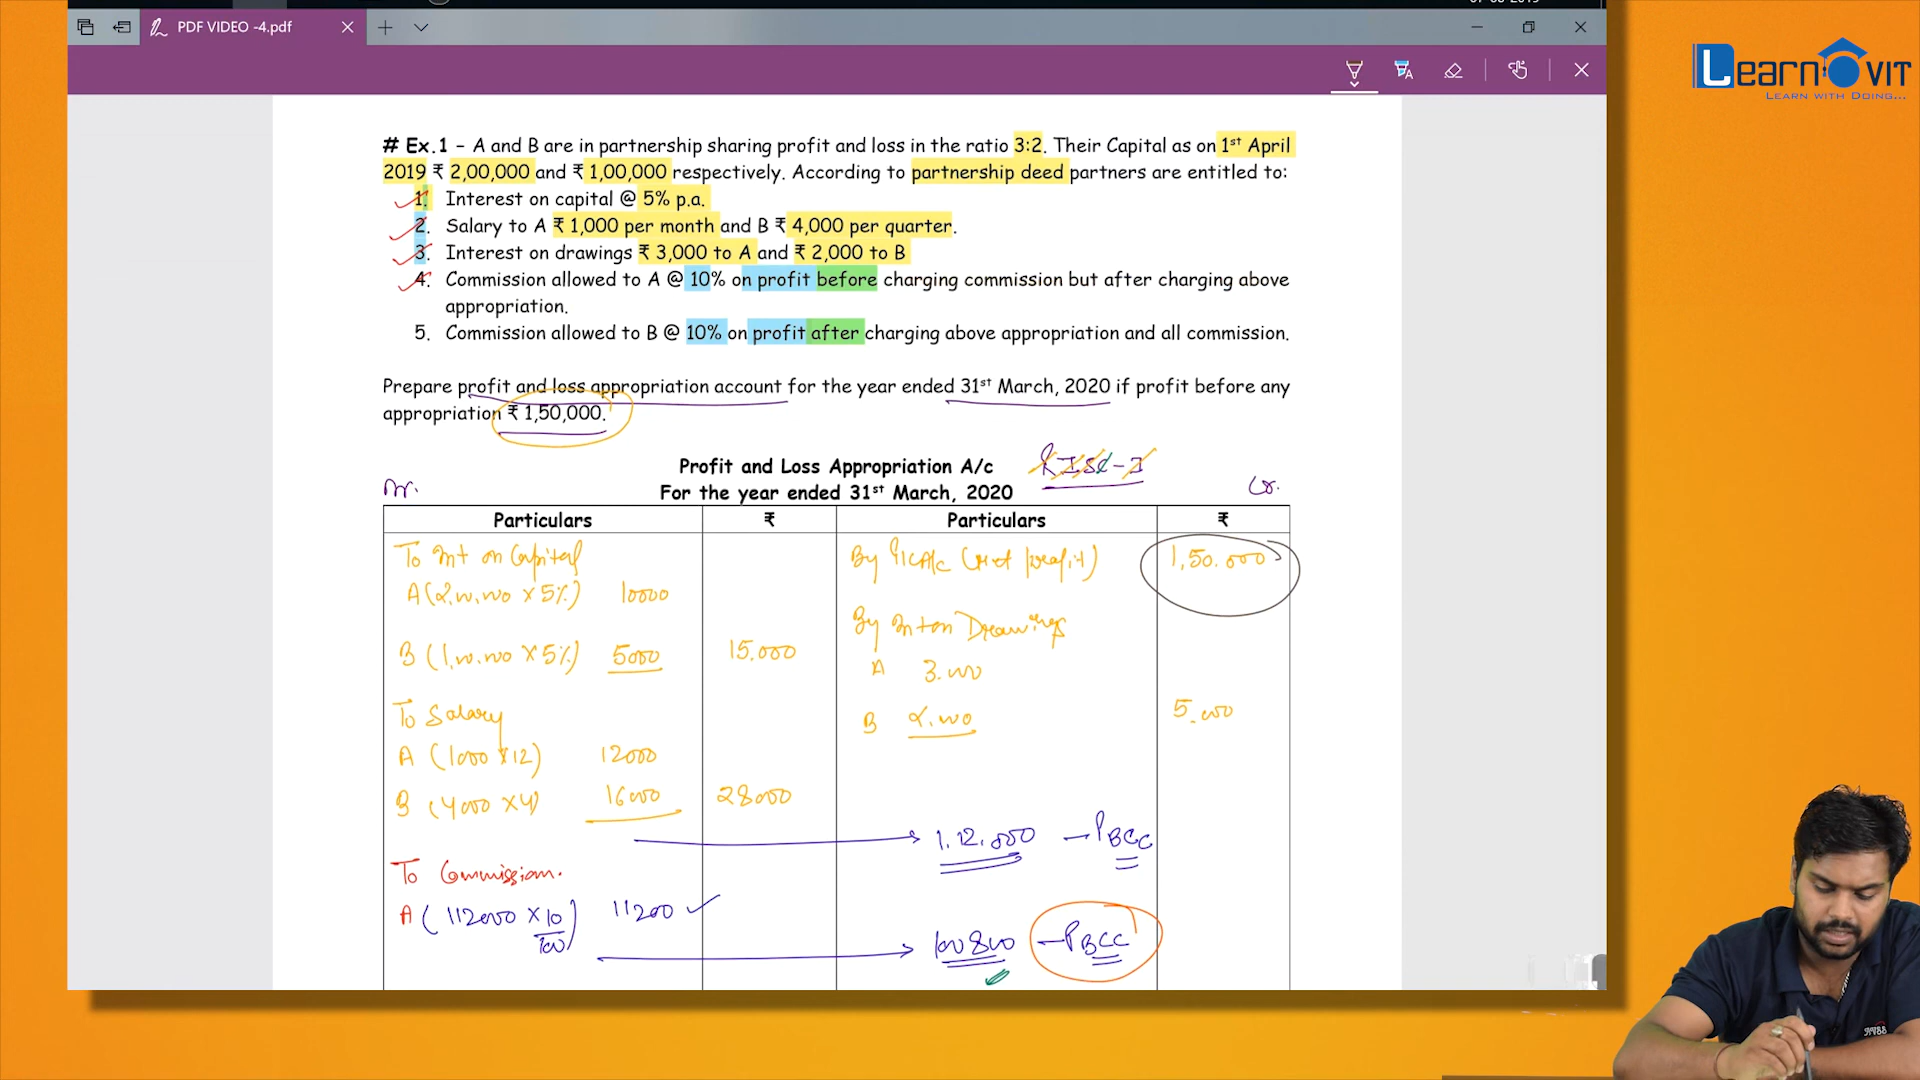 PDF VIDEO -4.pdf
Learn VIT
LEARN WITH DOING...
# Ex.1 – A and B are in partnership sharing profit and loss in the ratio 3:2. Their Capital as on 1st April
2019 ₹ 2,00,000 and ₹ 1,00,000 respectively. According to partnership deed partners are entitled to:
1. Interest on capital @ 5% p.a.
2. Salary to A ₹ 1,000 per month and B ₹ 4,000 per quarter.
3. Interest on drawings ₹ 3,000 to A and ₹ 2,000 to B
4. Commission allowed to A @ 10% on profit before charging commission but after charging above
appropriation.
5. Commission allowed to B @ 10% on profit after charging above appropriation and all commission.
Prepare profit and loss appropriation account for the year ended 31st March, 2020 if profit before any
appropriation ₹ 1,50,000.
Profit and Loss Appropriation A/c
For the year ended 31st March, 2020
Dr. Cr.
Particulars ₹ Particulars ₹
To Int on Capital By P&L A/c (Net profit) 1,50,000
A (2,00,000 x 5%) 10000
By Int on Drawings
B (1,00,000 x 5%) 5000 15,000
A 3,000
To Salary B 2,000 5,000
A (1000 x 12) 12000
B (4000 x 4) 16000 28000
1,12,000 – PBCC
To Commission.
A (112000 x 10/100) 11200
100800 – PBCC